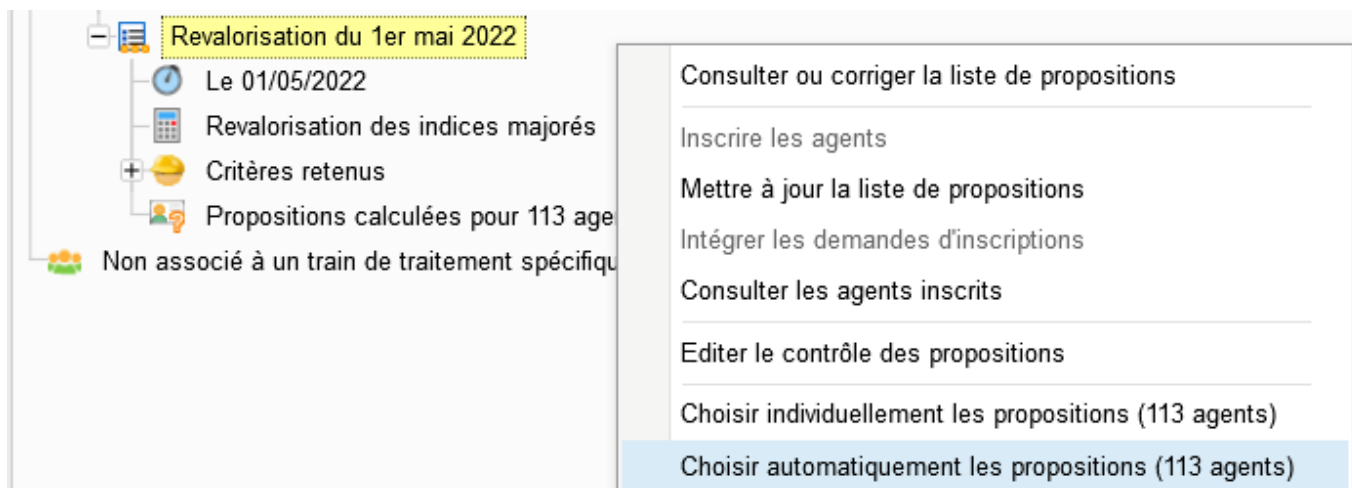 Revalorisation du 1er mai 2022
Le 01/05/2022
Revalorisation des indices majorés
Critères retenus
Propositions calculées pour 113 age
Non associé à un train de traitement spécifiqu
Consulter ou corriger la liste de propositions
Inscrire les agents
Mettre à jour la liste de propositions
Intégrer les demandes d'inscriptions
Consulter les agents inscrits
Editer le contrôle des propositions
Choisir individuellement les propositions (113 agents)
Choisir automatiquement les propositions (113 agents)